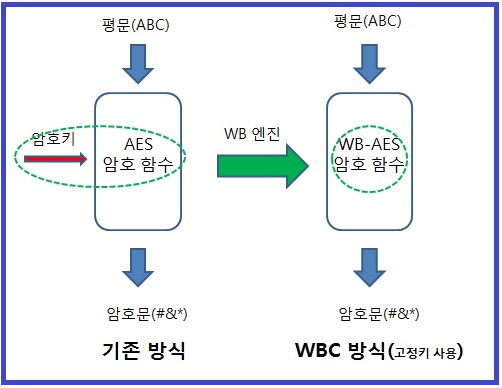 평문(ABC)
평문(ABC)
암호키
AES
암호 함수
WB 엔진
WB-AES
암호 함수
암호문(#&*)
암호문(#&*)
기존 방식
WBC 방식(고정키 사용)